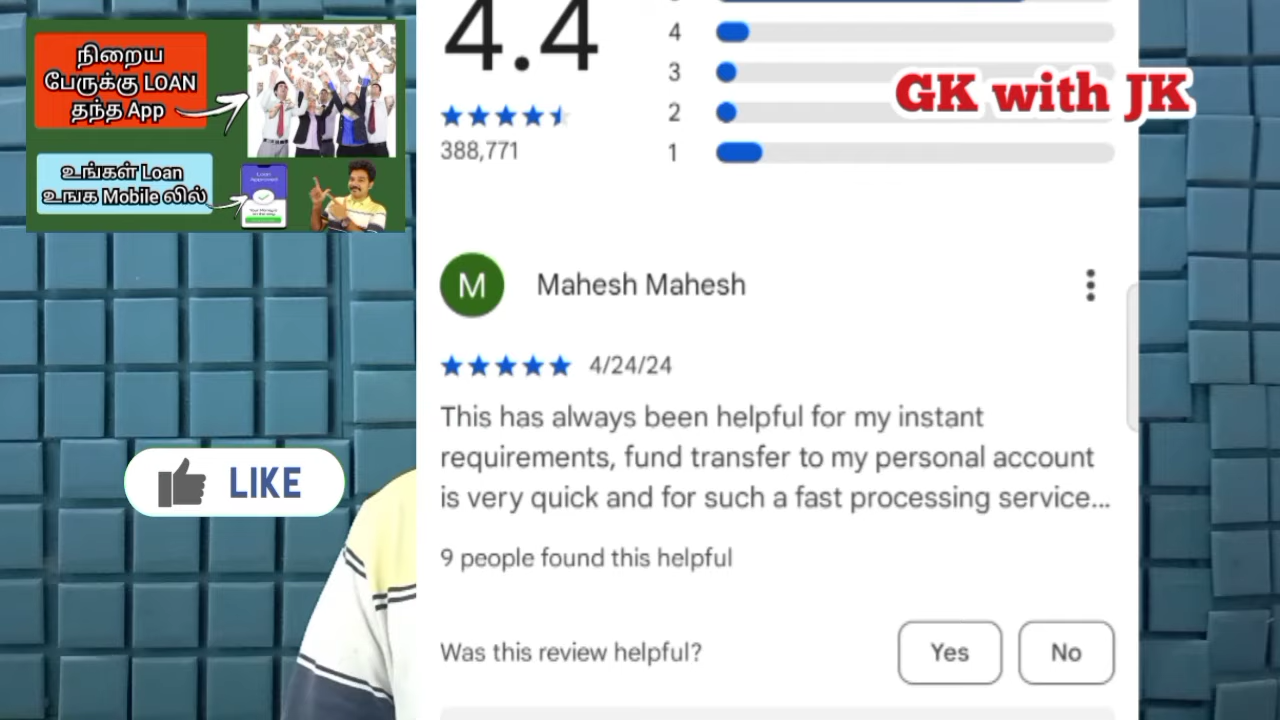 நிறைய
பேருக்கு LOAN
தந்த App
உங்கள் Loan
உங்க Mobile லில்
Loan
Approved
GK with JK
LIKE
4.4
388,771
4
3
2
1
M
Mahesh Mahesh
4/24/24
This has always been helpful for my instant
requirements, fund transfer to my personal account
is very quick and for such a fast processing service...
9 people found this helpful
Was this review helpful?
Yes
No